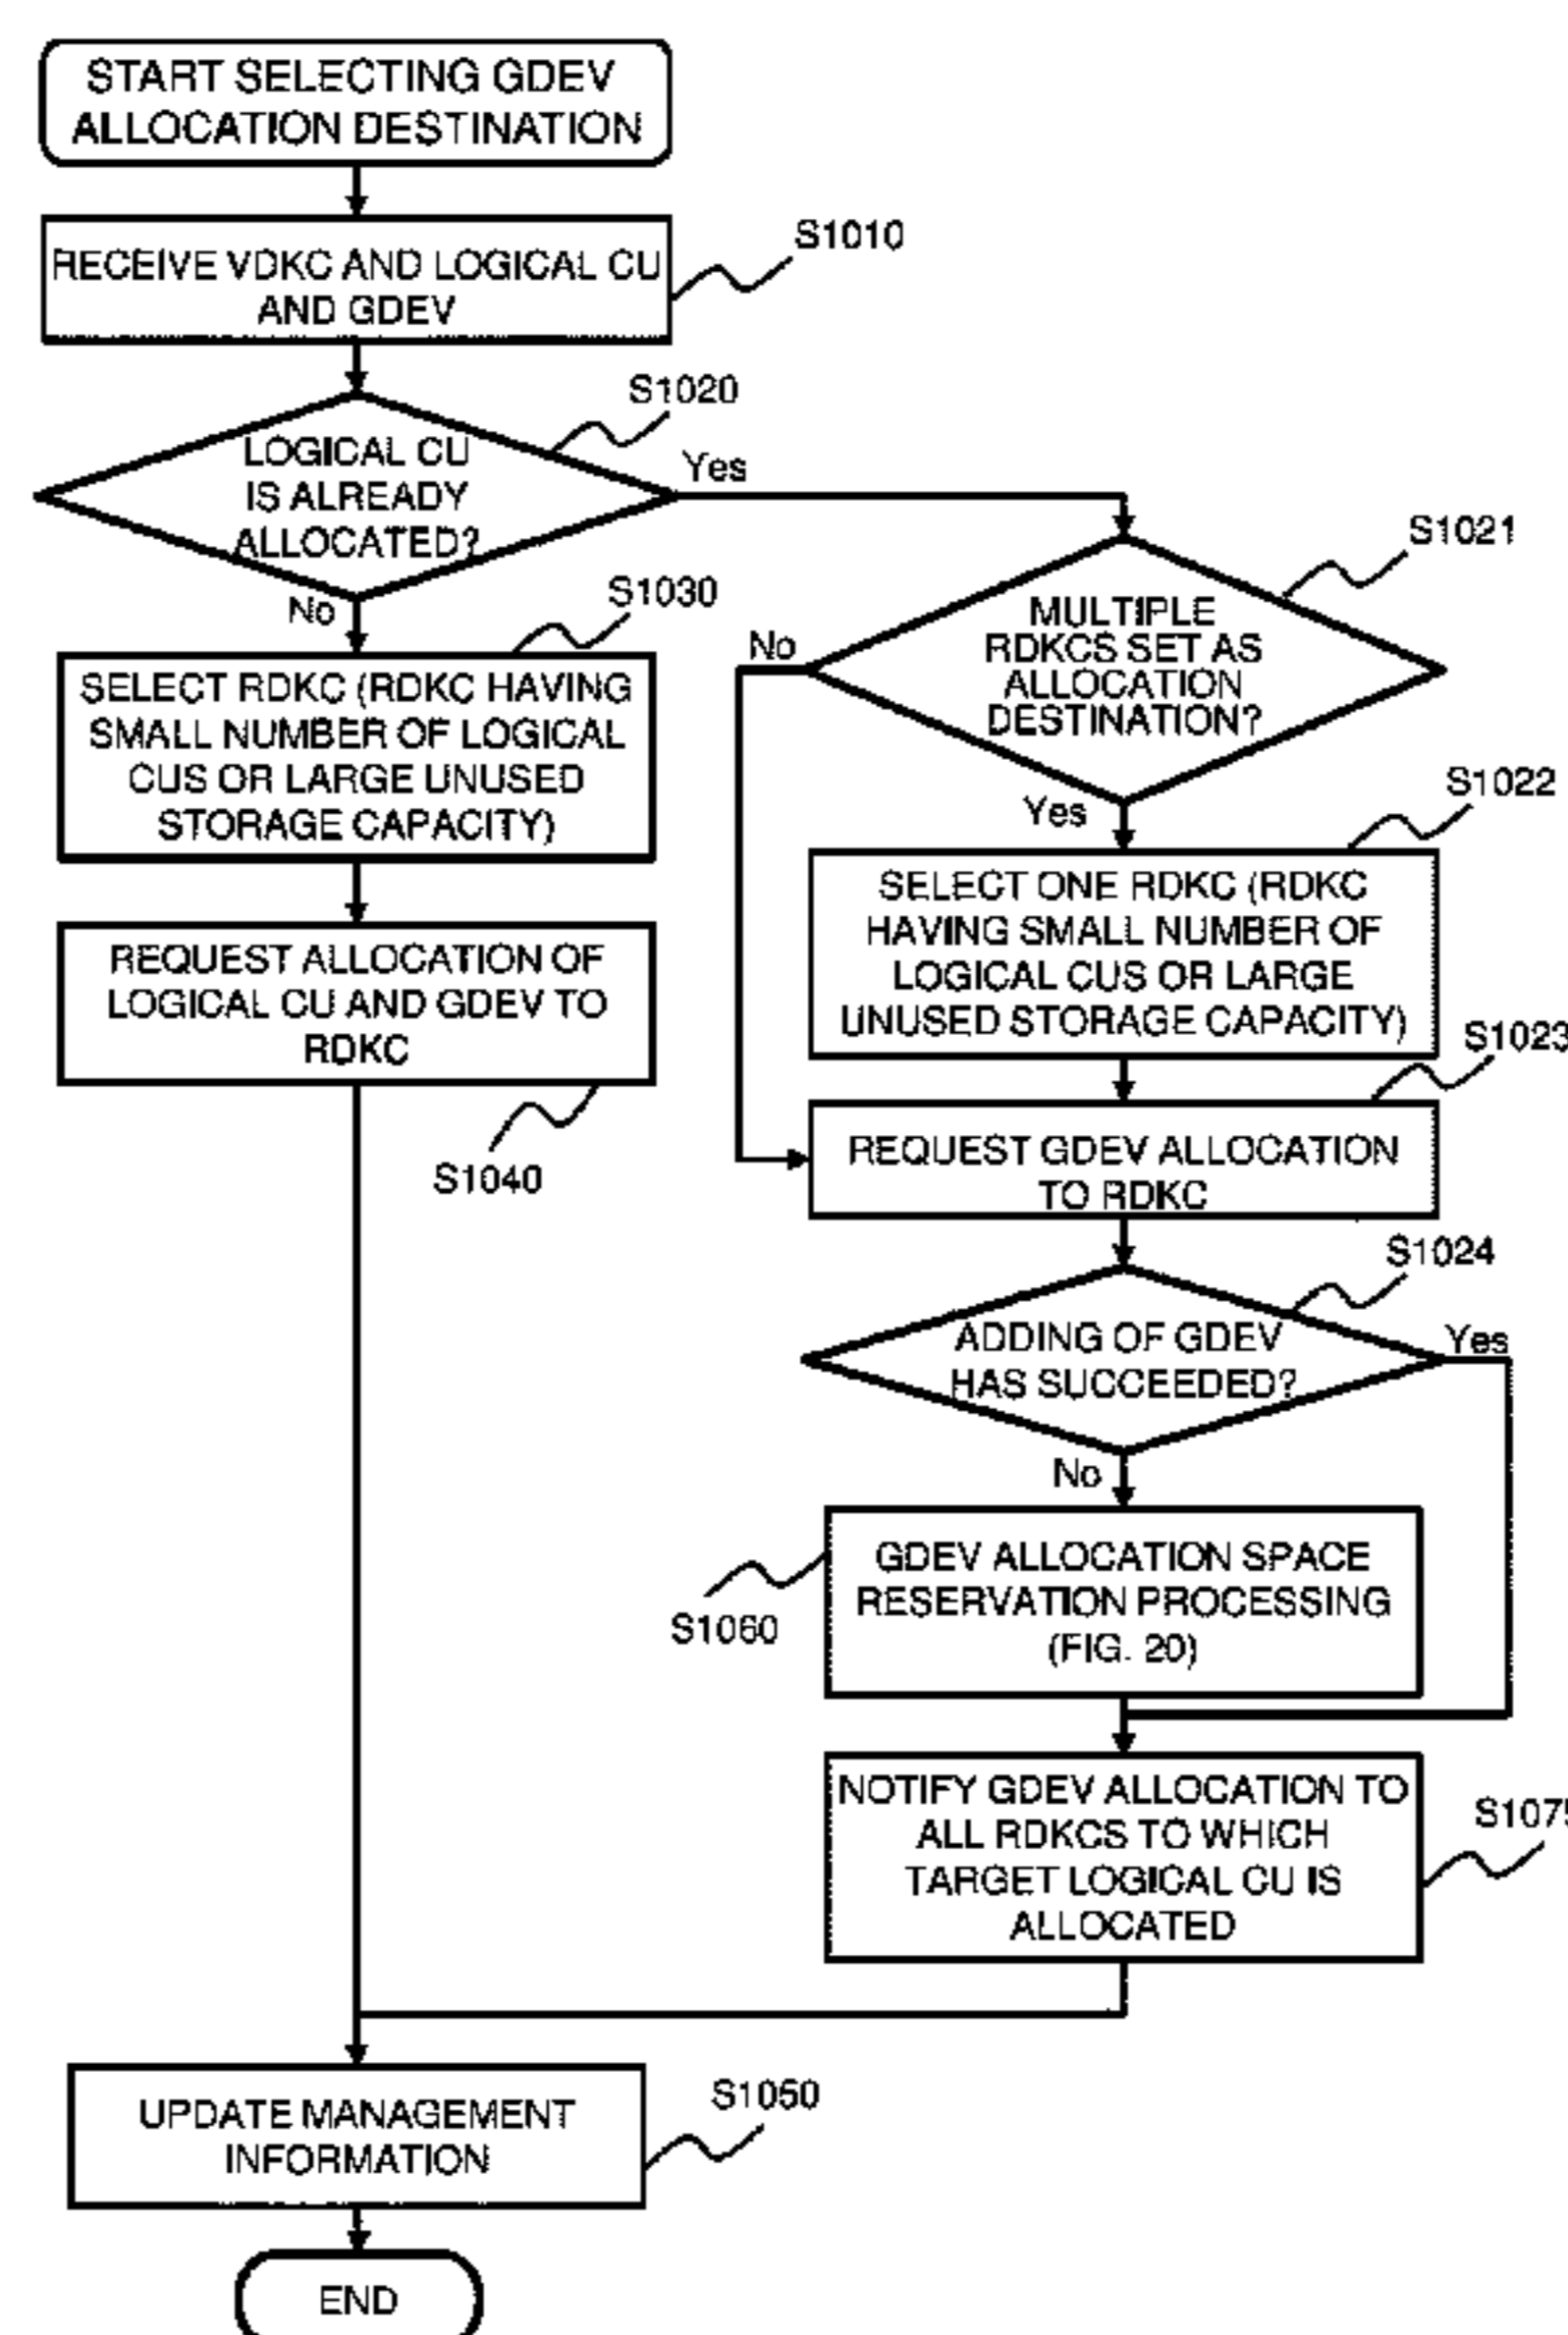 START SELECTING GDEV
ALLOCATION DESTINATION
RECEIVE VDKC AND LOGICAL CU
AND GDEV
S1010
LOGICAL CU
IS ALREADY
ALLOCATED?
S1020
Yes
No
SELECT RDKC (RDKC HAVING
SMALL NUMBER OF LOGICAL
CUS OR LARGE UNUSED
STORAGE CAPACITY)
S1030
REQUEST ALLOCATION OF
LOGICAL CU AND GDEV TO
RDKC
S1040
MULTIPLE
RDKCS SET AS
ALLOCATION
DESTINATION?
S1021
No
Yes
SELECT ONE RDKC (RDKC
HAVING SMALL NUMBER OF
LOGICAL CUS OR LARGE
UNUSED STORAGE CAPACITY)
S1022
REQUEST GDEV ALLOCATION
TO RDKC
S1023
ADDING OF GDEV
HAS SUCCEEDED?
S1024
Yes
No
GDEV ALLOCATION SPACE
RESERVATION PROCESSING
(FIG. 20)
S1060
NOTIFY GDEV ALLOCATION TO
ALL RDKCS TO WHICH
TARGET LOGICAL CU IS
ALLOCATED
S1075
UPDATE MANAGEMENT
INFORMATION
S1050
END